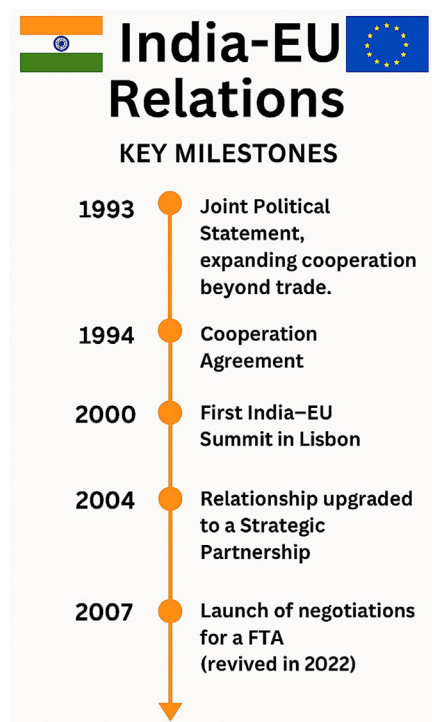 India-EU
Relations
KEY MILESTONES
1993
Joint Political
Statement,
expanding cooperation
beyond trade.
1994
Cooperation
Agreement
2000
First India–EU
Summit in Lisbon
2004
Relationship upgraded
to a Strategic
Partnership
2007
Launch of negotiations
for a FTA
(revived in 2022)